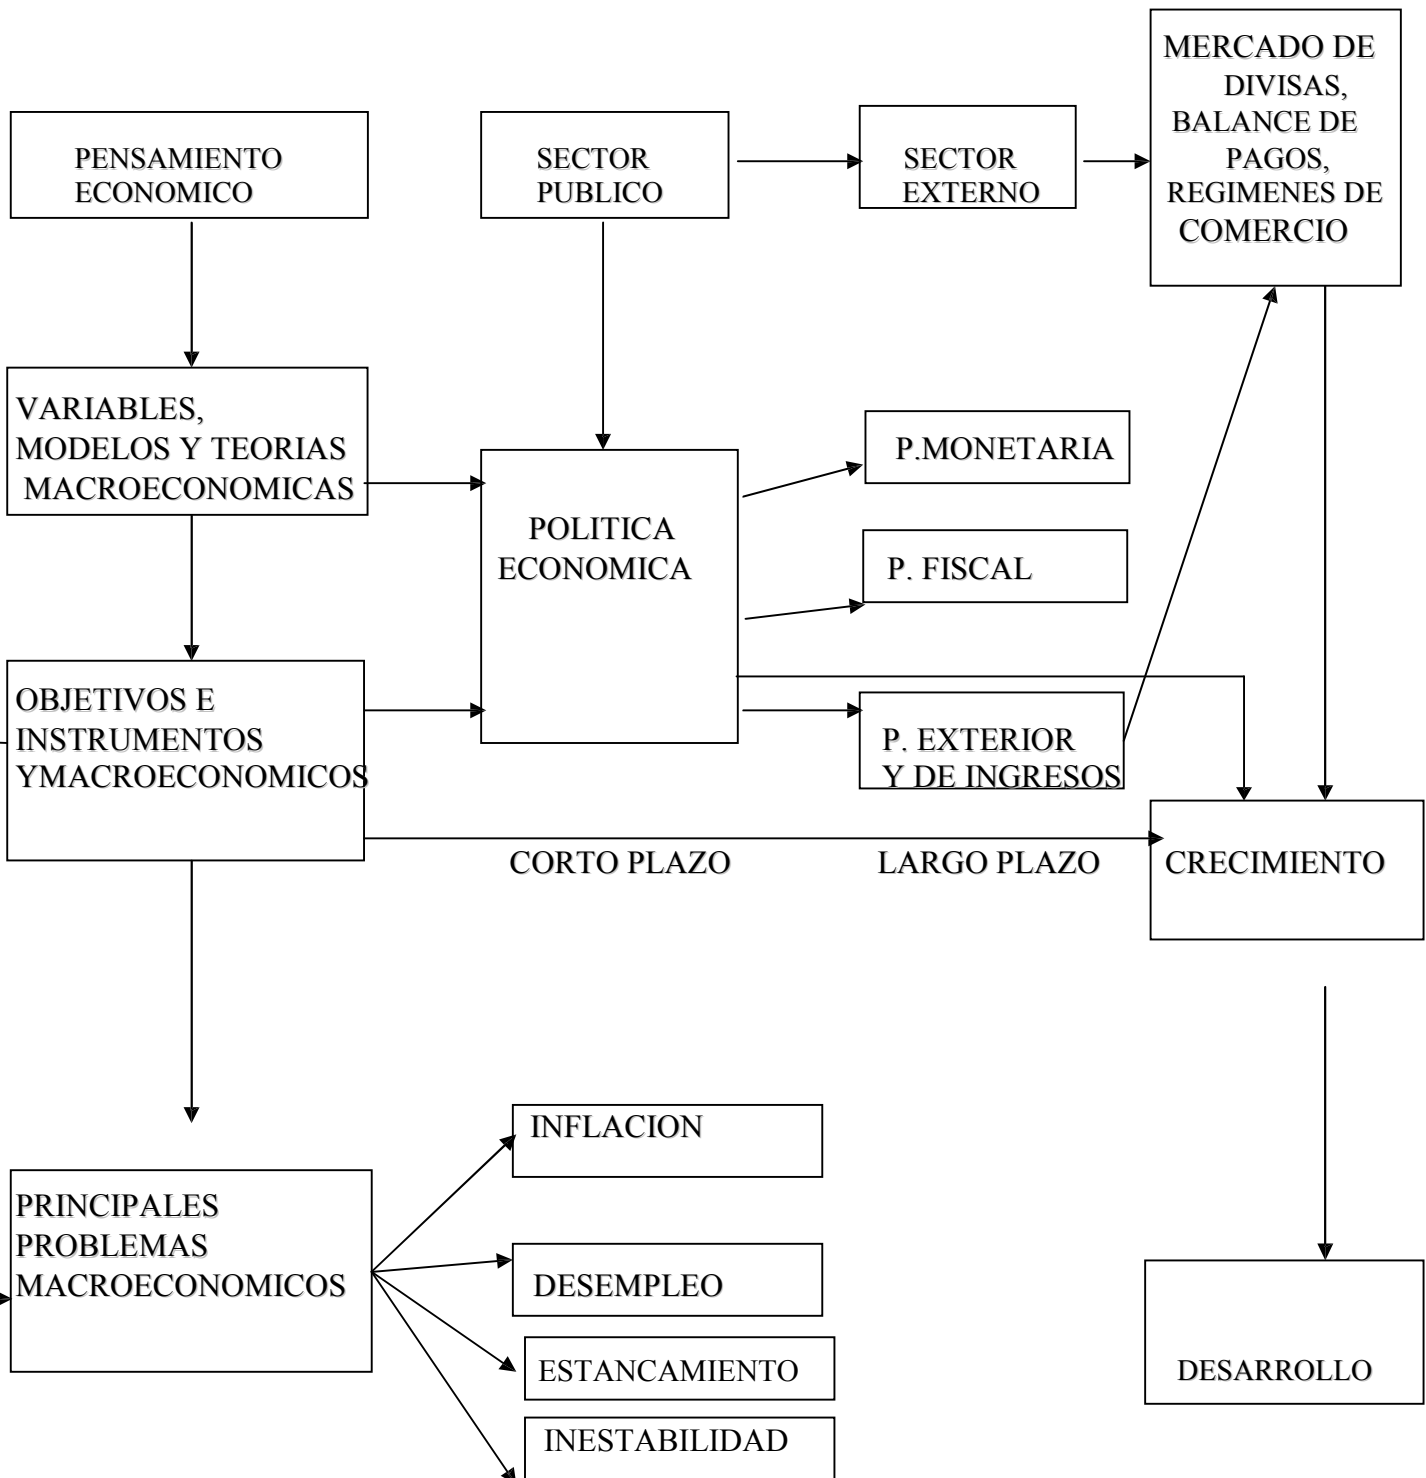 MERCADO DE
DIVISAS,
BALANCE DE
PAGOS,
REGIMENES DE
COMERCIO
PENSAMIENTO
ECONOMICO
SECTOR
PUBLICO
SECTOR
EXTERNO
VARIABLES,
MODELOS Y TEORIAS
MACROECONOMICAS
POLITICA
ECONOMICA
P.MONETARIA
P. FISCAL
OBJETIVOS E
INSTRUMENTOS
YMACROECONOMICOS
P. EXTERIOR
Y DE INGRESOS
CORTO PLAZO
LARGO PLAZO
CRECIMIENTO
INFLACION
PRINCIPALES
PROBLEMAS
MACROECONOMICOS
DESEMPLEO
ESTANCAMIENTO
DESARROLLO
INESTABILIDAD